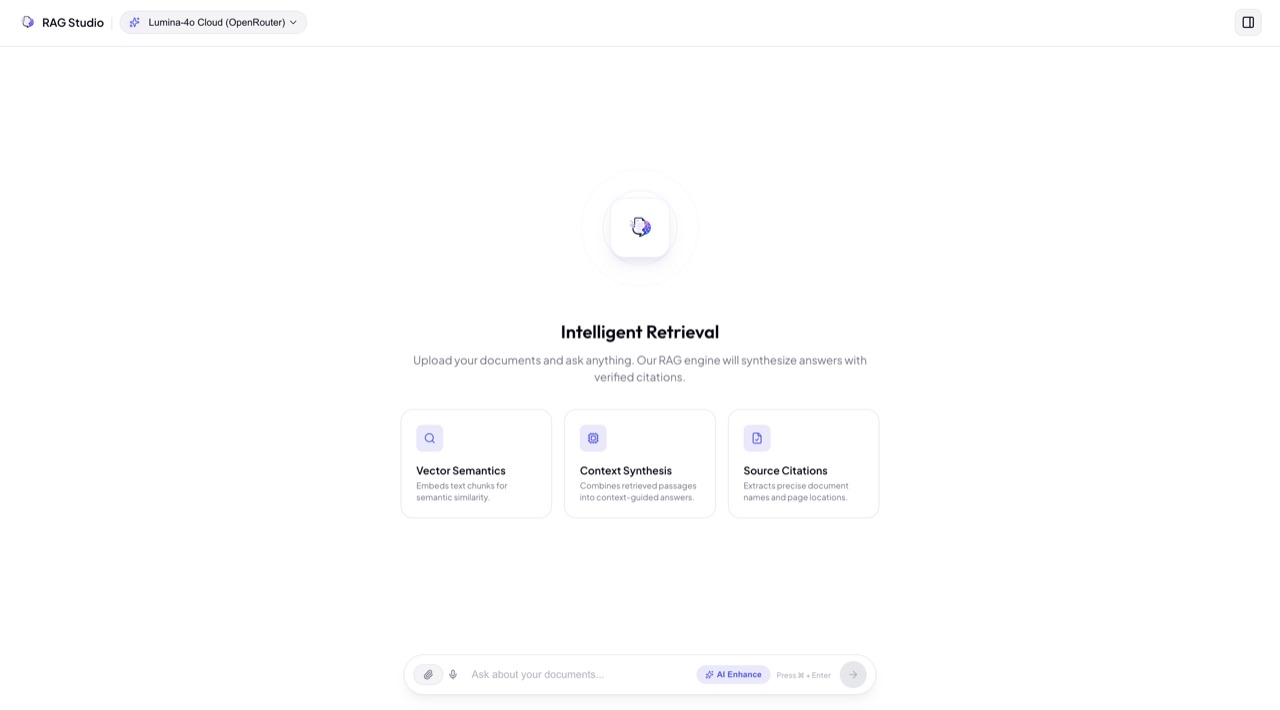 RAG Studio
Lumina-4o Cloud (OpenRouter)
Intelligent Retrieval
Upload your documents and ask anything. Our RAG engine will synthesize answers with
verified citations.
Vector Semantics
Embeds text chunks for
semantic similarity.
Context Synthesis
Combines retrieved passages
into context-guided answers.
Source Citations
Extracts precise document
names and page locations.
Ask about your documents...
AI Enhance
Press ⌘ + Enter